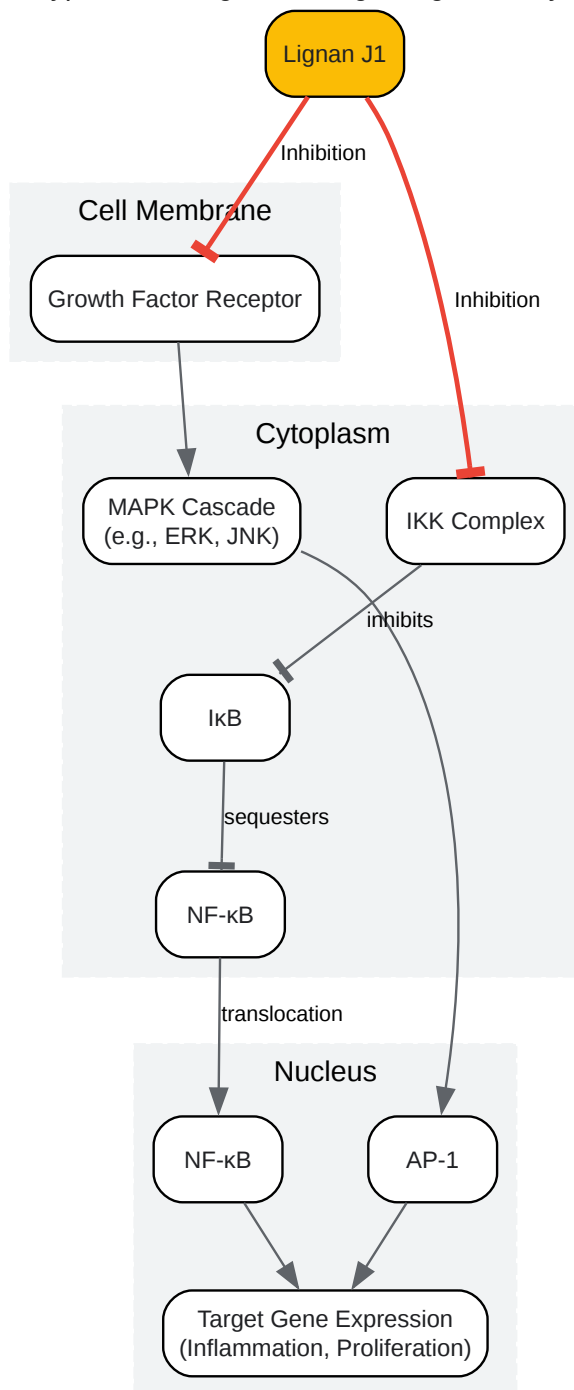 Lignan J1
Inhibition
Cell Membrane
Growth Factor Receptor
Inhibition
Cytoplasm
MAPK Cascade
(e.g., ERK, JNK)
IKK Complex
inhibits
IκB
sequesters
NF-κB
translocation
Nucleus
NF-κB
AP-1
Target Gene Expression
(Inflammation, Proliferation)